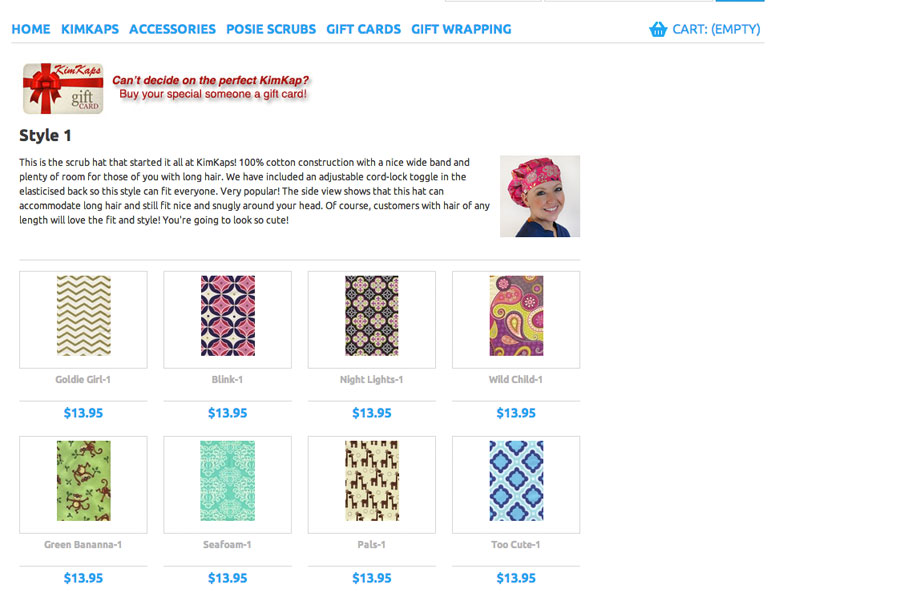 HOME KIMKAPS ACCESSORIES POSIE SCRUBS GIFT CARDS GIFT WRAPPING CART: (EMPTY)
KimKaps
gift
CARD
Can't decide on the perfect KimKap?
Buy your special someone a gift card!
Style 1
This is the scrub hat that started it all at KimKaps! 100% cotton construction with a nice wide band and
plenty of room for those of you with long hair. We have included an adjustable cord-lock toggle in the
elasticised back so this style can fit everyone. Very popular! The side view shows that this hat can
accommodate long hair and still fit nice and snugly around your head. Of course, customers with hair of any
length will love the fit and style! You're going to look so cute!
Goldie Girl-1 Blink-1 Night Lights-1 Wild Child-1
$13.95 $13.95 $13.95 $13.95
Green Bananna-1 Seafoam-1 Pals-1 Too Cute-1
$13.95 $13.95 $13.95 $13.95